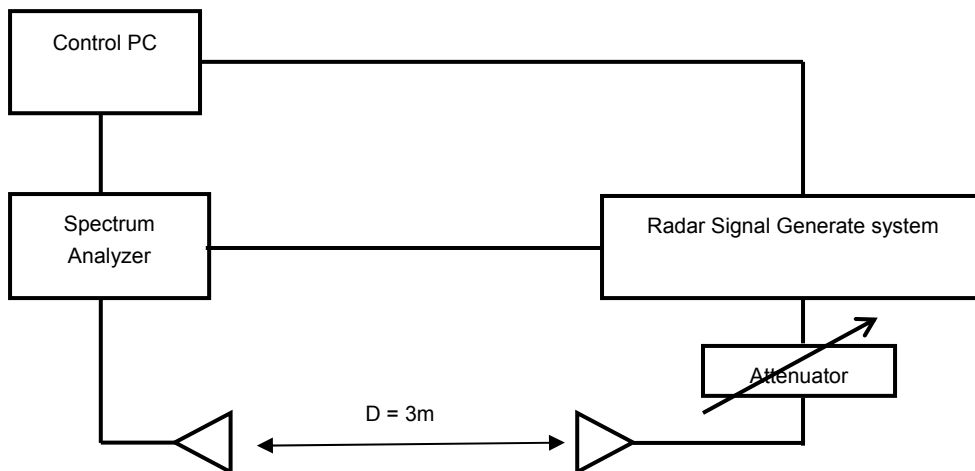 Control PC
Spectrum
Analyzer
Radar Signal Generate system
Attenuator
D = 3m